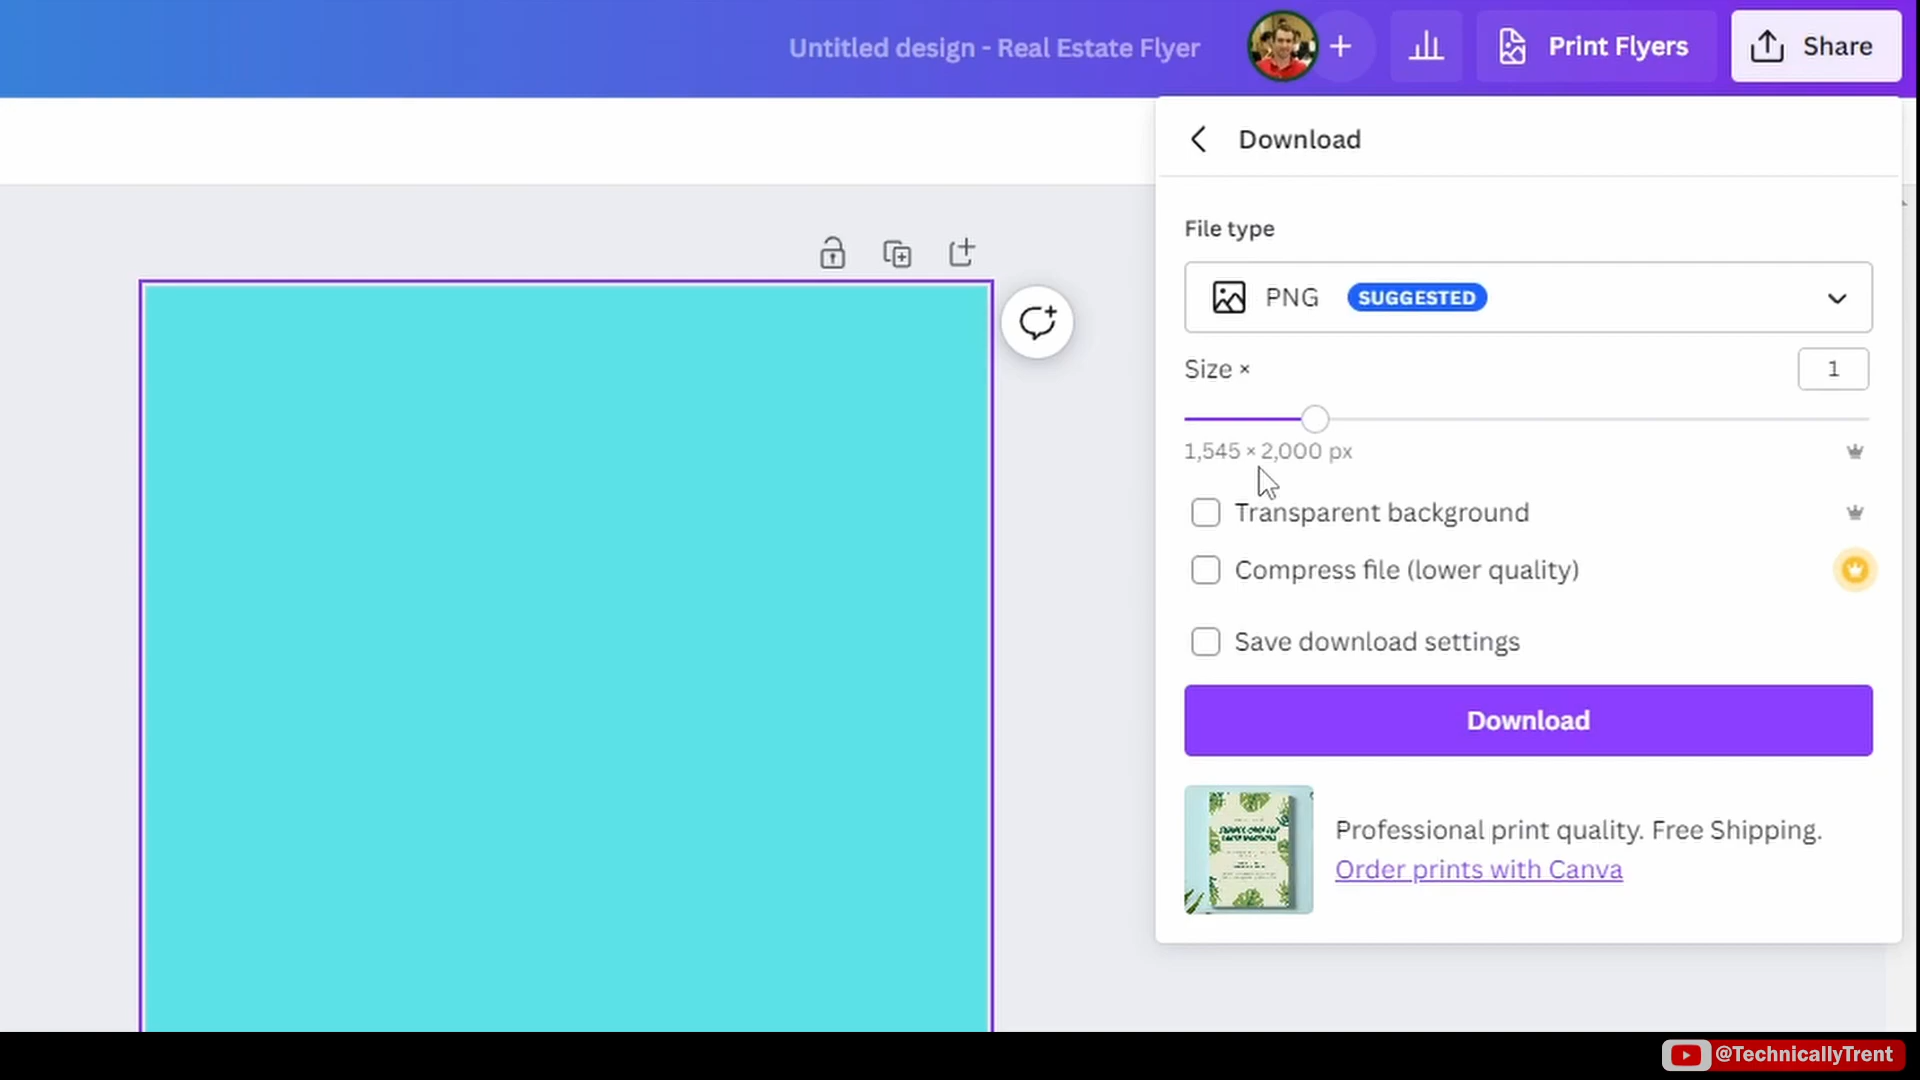 Untitled design - Real Estate Flyer
Print Flyers
Share
Download
File type
PNG SUGGESTED
Size × 1
1,545 × 2,000 px
Transparent background
Compress file (lower quality)
Save download settings
Download
Professional print quality. Free Shipping.
Order prints with Canva
@TechnicallyTrent